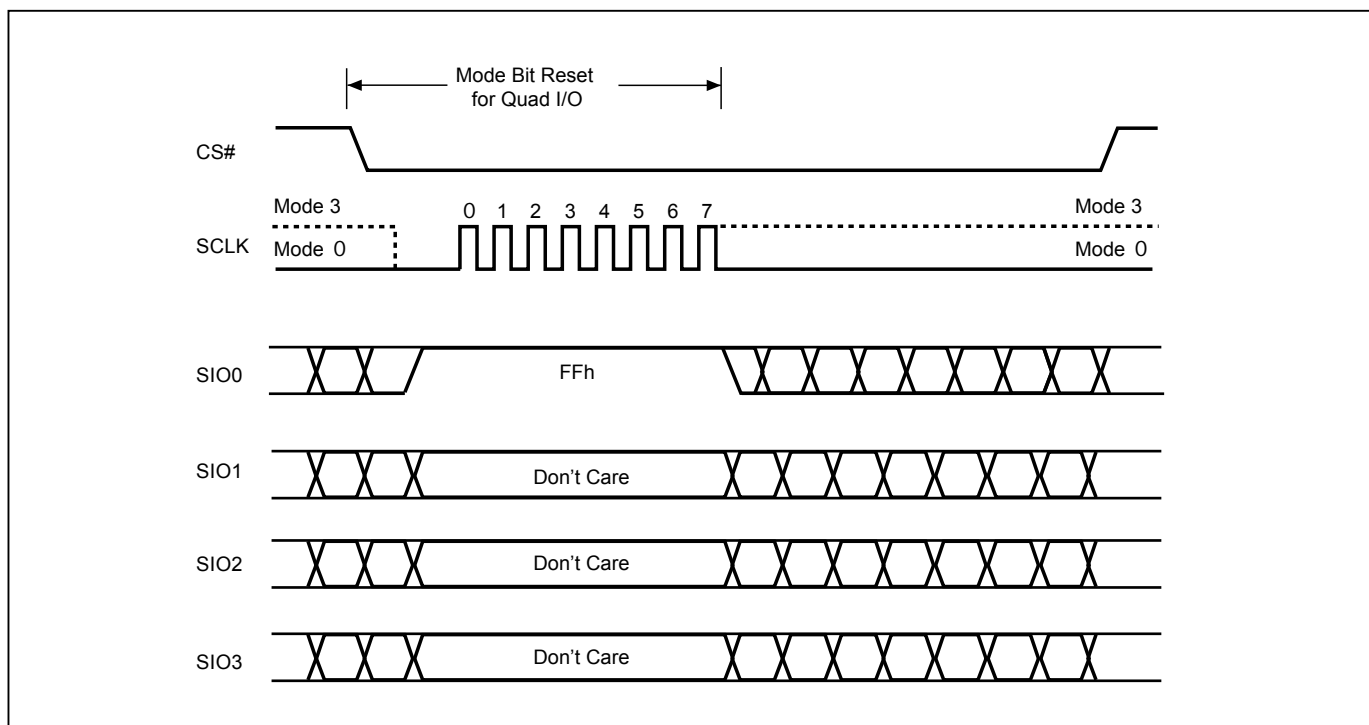 Mode Bit Reset
for Quad I/O
CS#
Mode 3
0 1 2 3 4 5 6 7
Mode 3
SCLK
Mode 0
Mode 0
SIO0
FFh
SIO1
Don’t Care
SIO2
Don’t Care
SIO3
Don’t Care